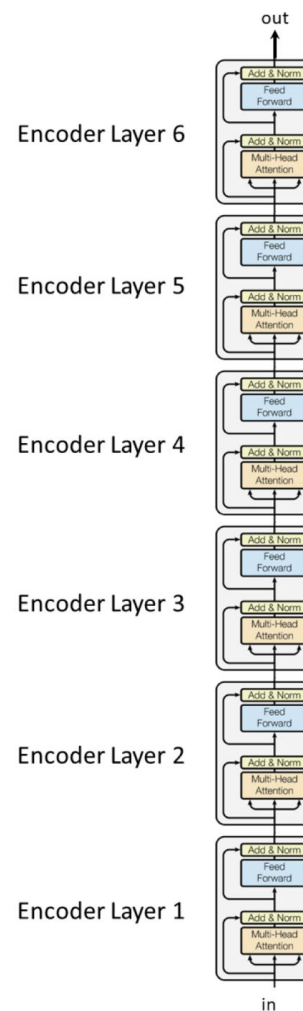 out
Encoder Layer 6
Add & Norm
Feed
Forward
Add & Norm
Multi-Head
Attention
Encoder Layer 5
Add & Norm
Feed
Forward
Add & Norm
Multi-Head
Attention
Encoder Layer 4
Add & Norm
Feed
Forward
Add & Norm
Multi-Head
Attention
Encoder Layer 3
Add & Norm
Feed
Forward
Add & Norm
Multi-Head
Attention
Encoder Layer 2
Add & Norm
Feed
Forward
Add & Norm
Multi-Head
Attention
Encoder Layer 1
Add & Norm
Feed
Forward
Add & Norm
Multi-Head
Attention
in